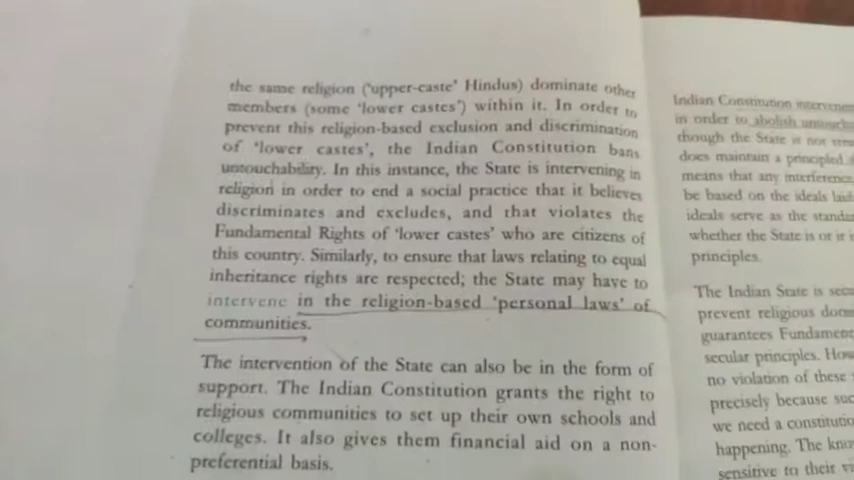 the same religion ('upper-caste' Hindus) dominate other
members (some 'lower castes') within it. In order to
prevent this religion-based exclusion and discrimination
of 'lower castes', the Indian Constitution bans
untouchability. In this instance, the State is intervening in
religion in order to end a social practice that it believes
discriminates and excludes, and that violates the
Fundamental Rights of 'lower castes' who are citizens of
this country. Similarly, to ensure that laws relating to equal
inheritance rights are respected; the State may have to
intervene in the religion-based 'personal laws' of
communities.
The intervention of the State can also be in the form of
support. The Indian Constitution grants the right to
religious communities to set up their own schools and
colleges. It also gives them financial aid on a non-
preferential basis.
Indian Constitution
in order to abolish
though the State is not
does maintain a principled
means that any interference
be based on the ideals
ideals serve as the
whether the State is or
principles.
The Indian State is
prevent religious
guarantees
secular principles.
no violation of these
precisely because
we need a
happening. The
sensitive to their